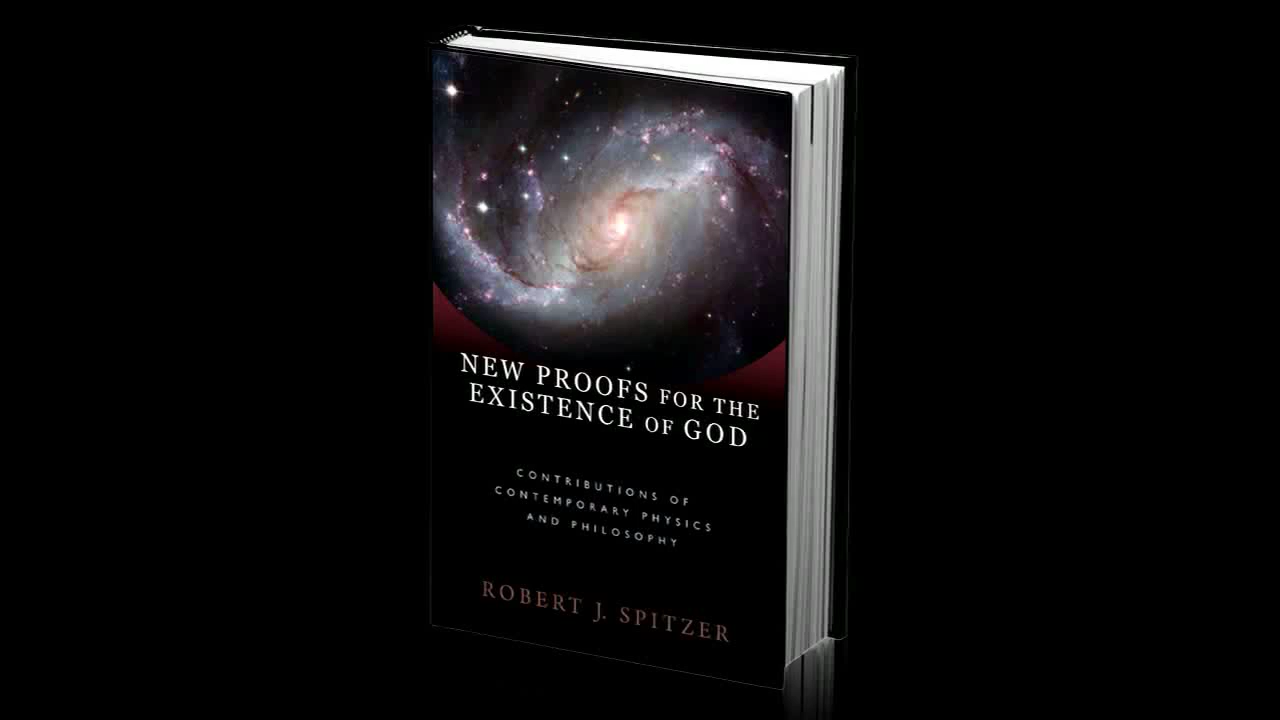 NEW PROOFS FOR THE
EXISTENCE OF GOD
CONTRIBUTIONS OF
CONTEMPORARY PHYSICS
AND PHILOSOPHY
ROBERT J. SPITZER